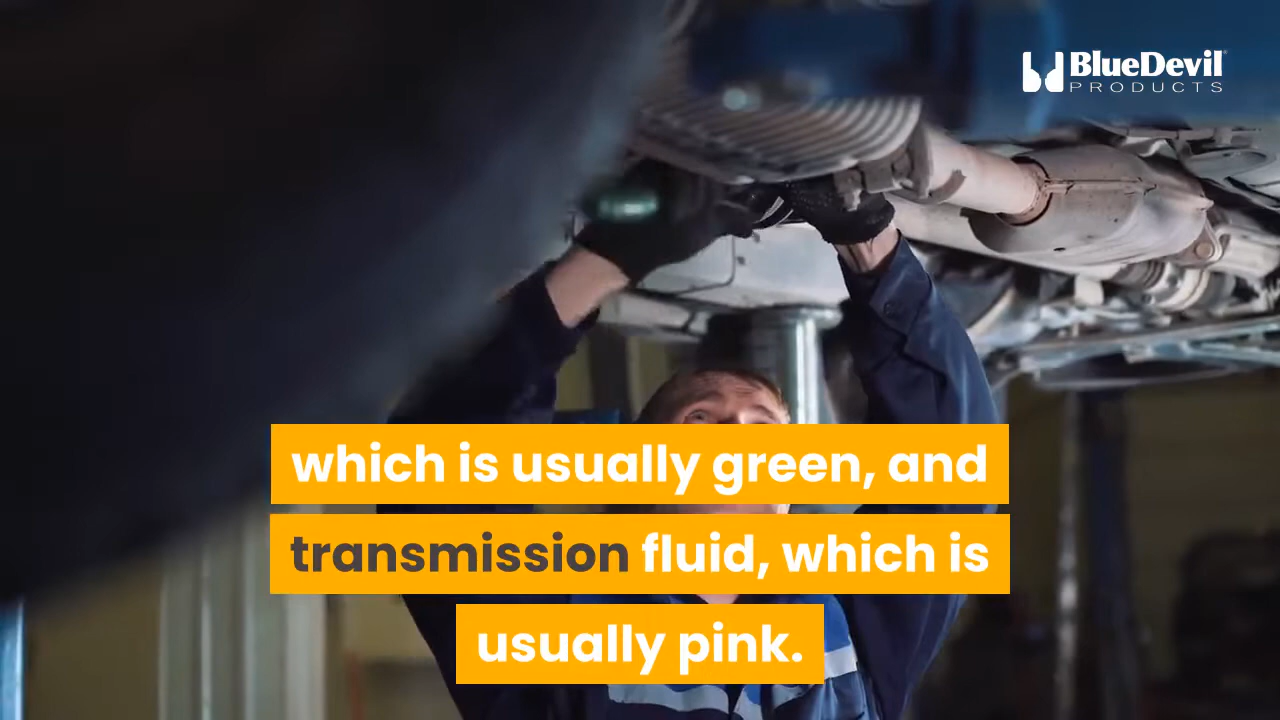 BlueDevil
PRODUCTS
which is usually green, and
transmission fluid, which is
usually pink.